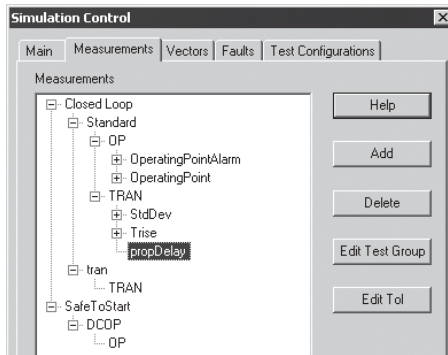 Simulation Control
Main Measurements Vectors Faults Test Configurations
Measurements
Closed Loop
Standard
OP
OperatingPointAlarm
OperatingPoint
TRAN
StdDev
Trise
propDelay
tran
TRAN
SafeToStart
DCOP
OP
Help
Add
Delete
Edit Test Group
Edit Tol